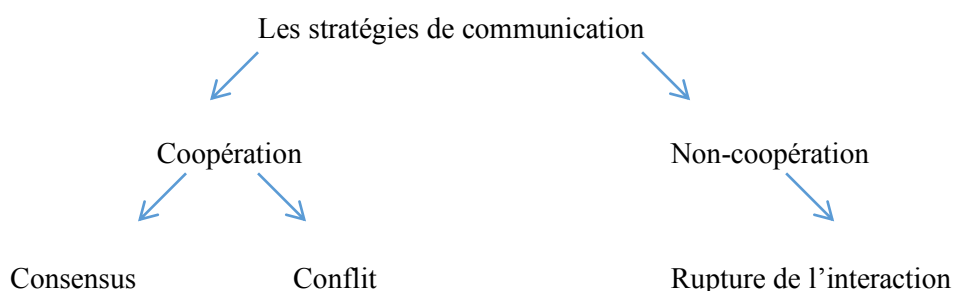 Les stratégies de communication
Coopération Non-coopération
Consensus Conflit Rupture de l’interaction